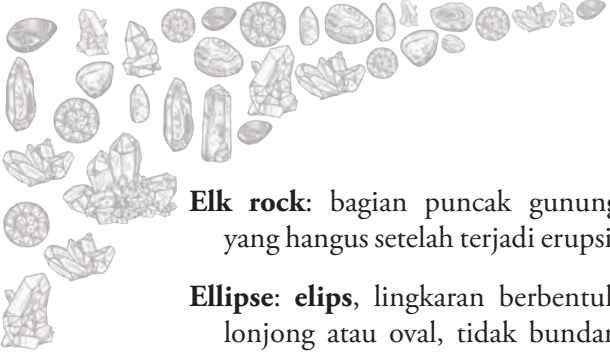 Elk rock: bagian puncak gunung
yang hangus setelah terjadi erupsi
Ellipse: elips, lingkaran berbentuk
lonjong atau oval, tidak bundar